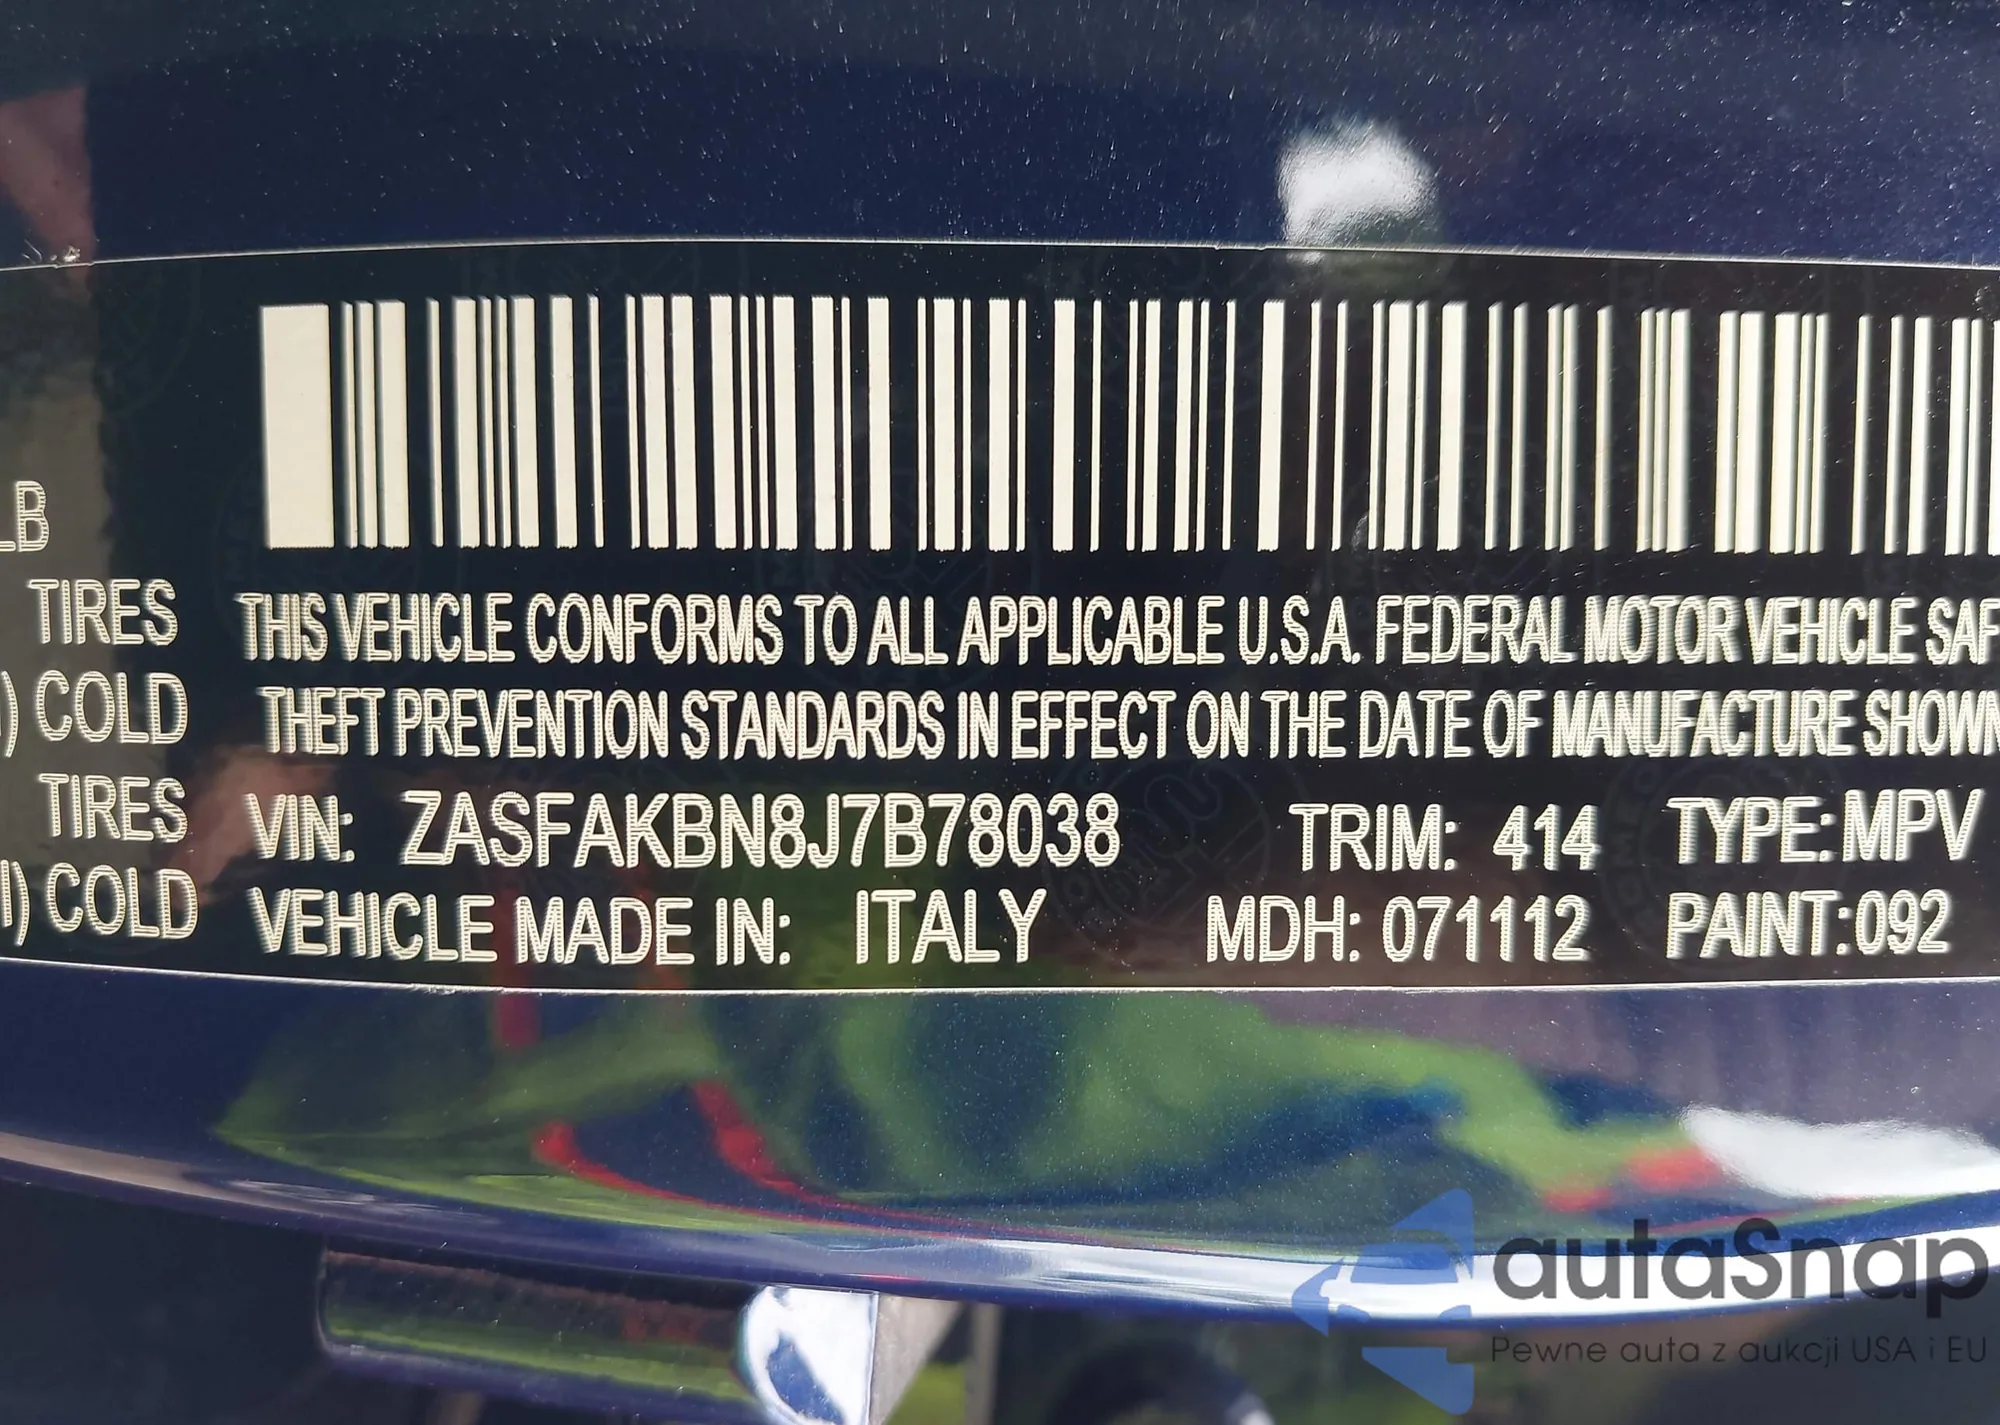 LB
TIRES
) COLD
TIRES
I) COLD
THIS VEHICLE CONFORMS TO ALL APPLICABLE U.S.A. FEDERAL MOTOR VEHICLE SAF
THEFT PREVENTION STANDARDS IN EFFECT ON THE DATE OF MANUFACTURE SHOWN
VIN: ZASFAKBN8J7B78038 TRIM: 414 TYPE: MPV
VEHICLE MADE IN: ITALY MDH: 071112 PAINT: 092
autaSnap
Pewne auta z aukcji USA i EU